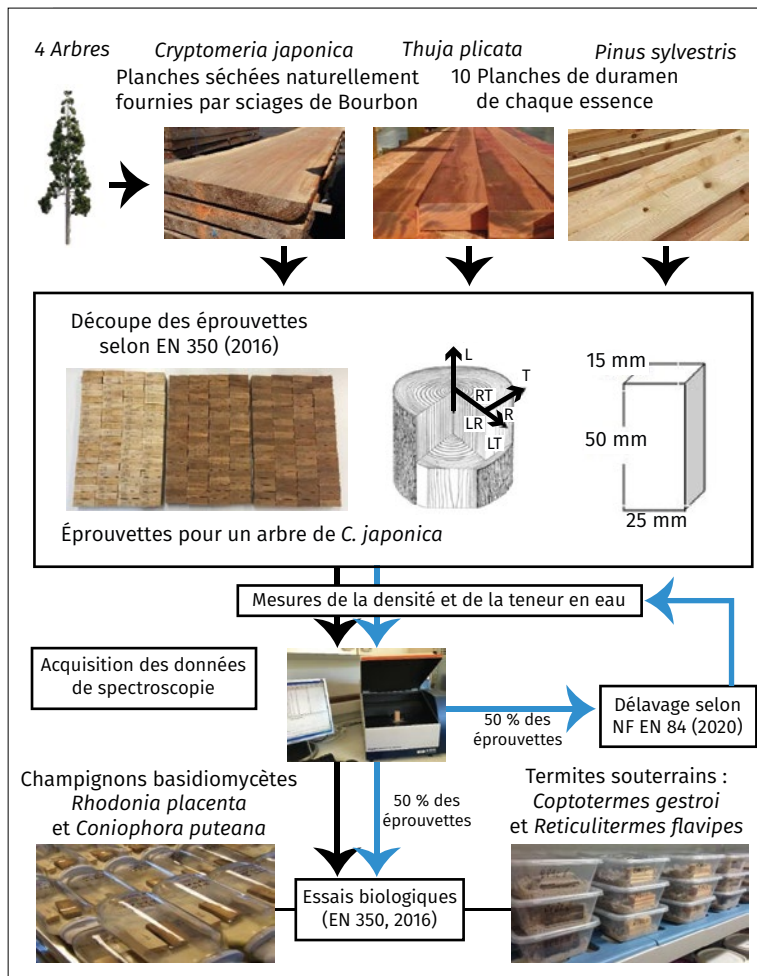 4 Arbres
Cryptomeria japonica
Thuja plicata
Pinus sylvestris
Planches séchées naturellement
fournies par sciages de Bourbon
10 Planches de duramen
de chaque essence
Découpe des éprouvettes
selon EN 350 (2016)
L
T
RT
R
LR
LT
15 mm
50 mm
25 mm
Éprouvettes pour un arbre de C. japonica
Mesures de la densité et de la teneur en eau
Acquisition des données
de spectroscopie
50 % des
éprouvettes
Délavage selon
NF EN 84 (2020)
Champignons basidiomycètes
Rhodonia placenta
et Coniophora puteana
50 % des
éprouvettes
Termites souterrains :
Coptotermes gestroi
et Reticulitermes flavipes
Essais biologiques
(EN 350, 2016)